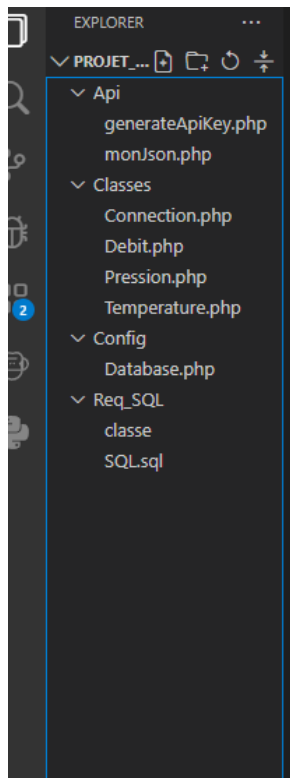 EXPLORER ...
PROJET_...
Api
generateApiKey.php
monJson.php
Classes
Connection.php
Debit.php
Pression.php
Temperature.php
2
Config
Database.php
Req_SQL
classe
SQL.sql